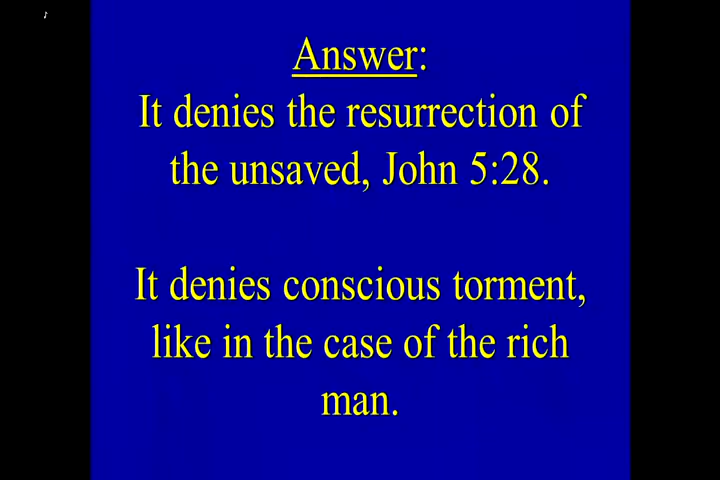 Answer:
It denies the resurrection of
the unsaved, John 5:28.
It denies conscious torment,
like in the case of the rich
man.